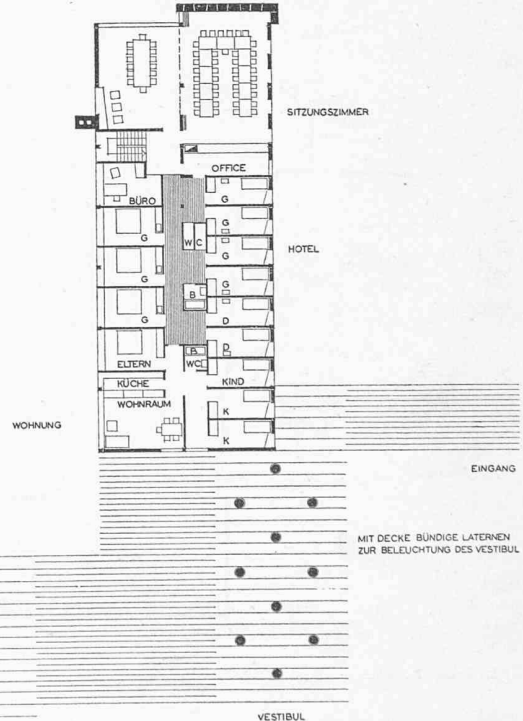 SITZUNGSZIMMER
OFFICE
BÜRO
G
G
G
W C
G
G
HOTEL
G
G
B
G
D
D
B
ELTERN
WC
KÜCHE
KIND
WOHNRAUM
K
WOHNUNG
K
EINGANG
MIT DECKE BÜNDIGE LATERNEN
ZUR BELEUCHTUNG DES VESTIBUL
VESTIBUL